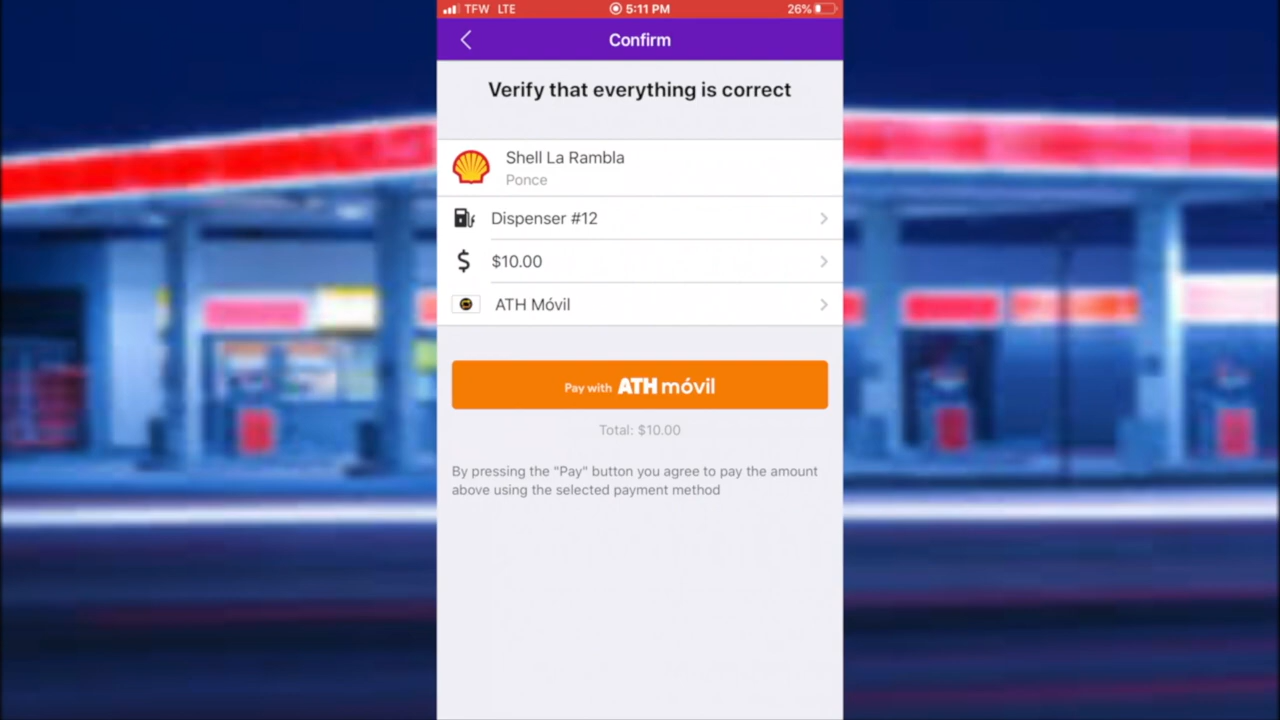 TFW LTE 5:11 PM 26%
Confirm
Verify that everything is correct
Shell La Rambla
Ponce
Dispenser #12
$ $10.00
ATH Móvil
Pay with ATH móvil
Total: $10.00
By pressing the "Pay" button you agree to pay the amount
above using the selected payment method